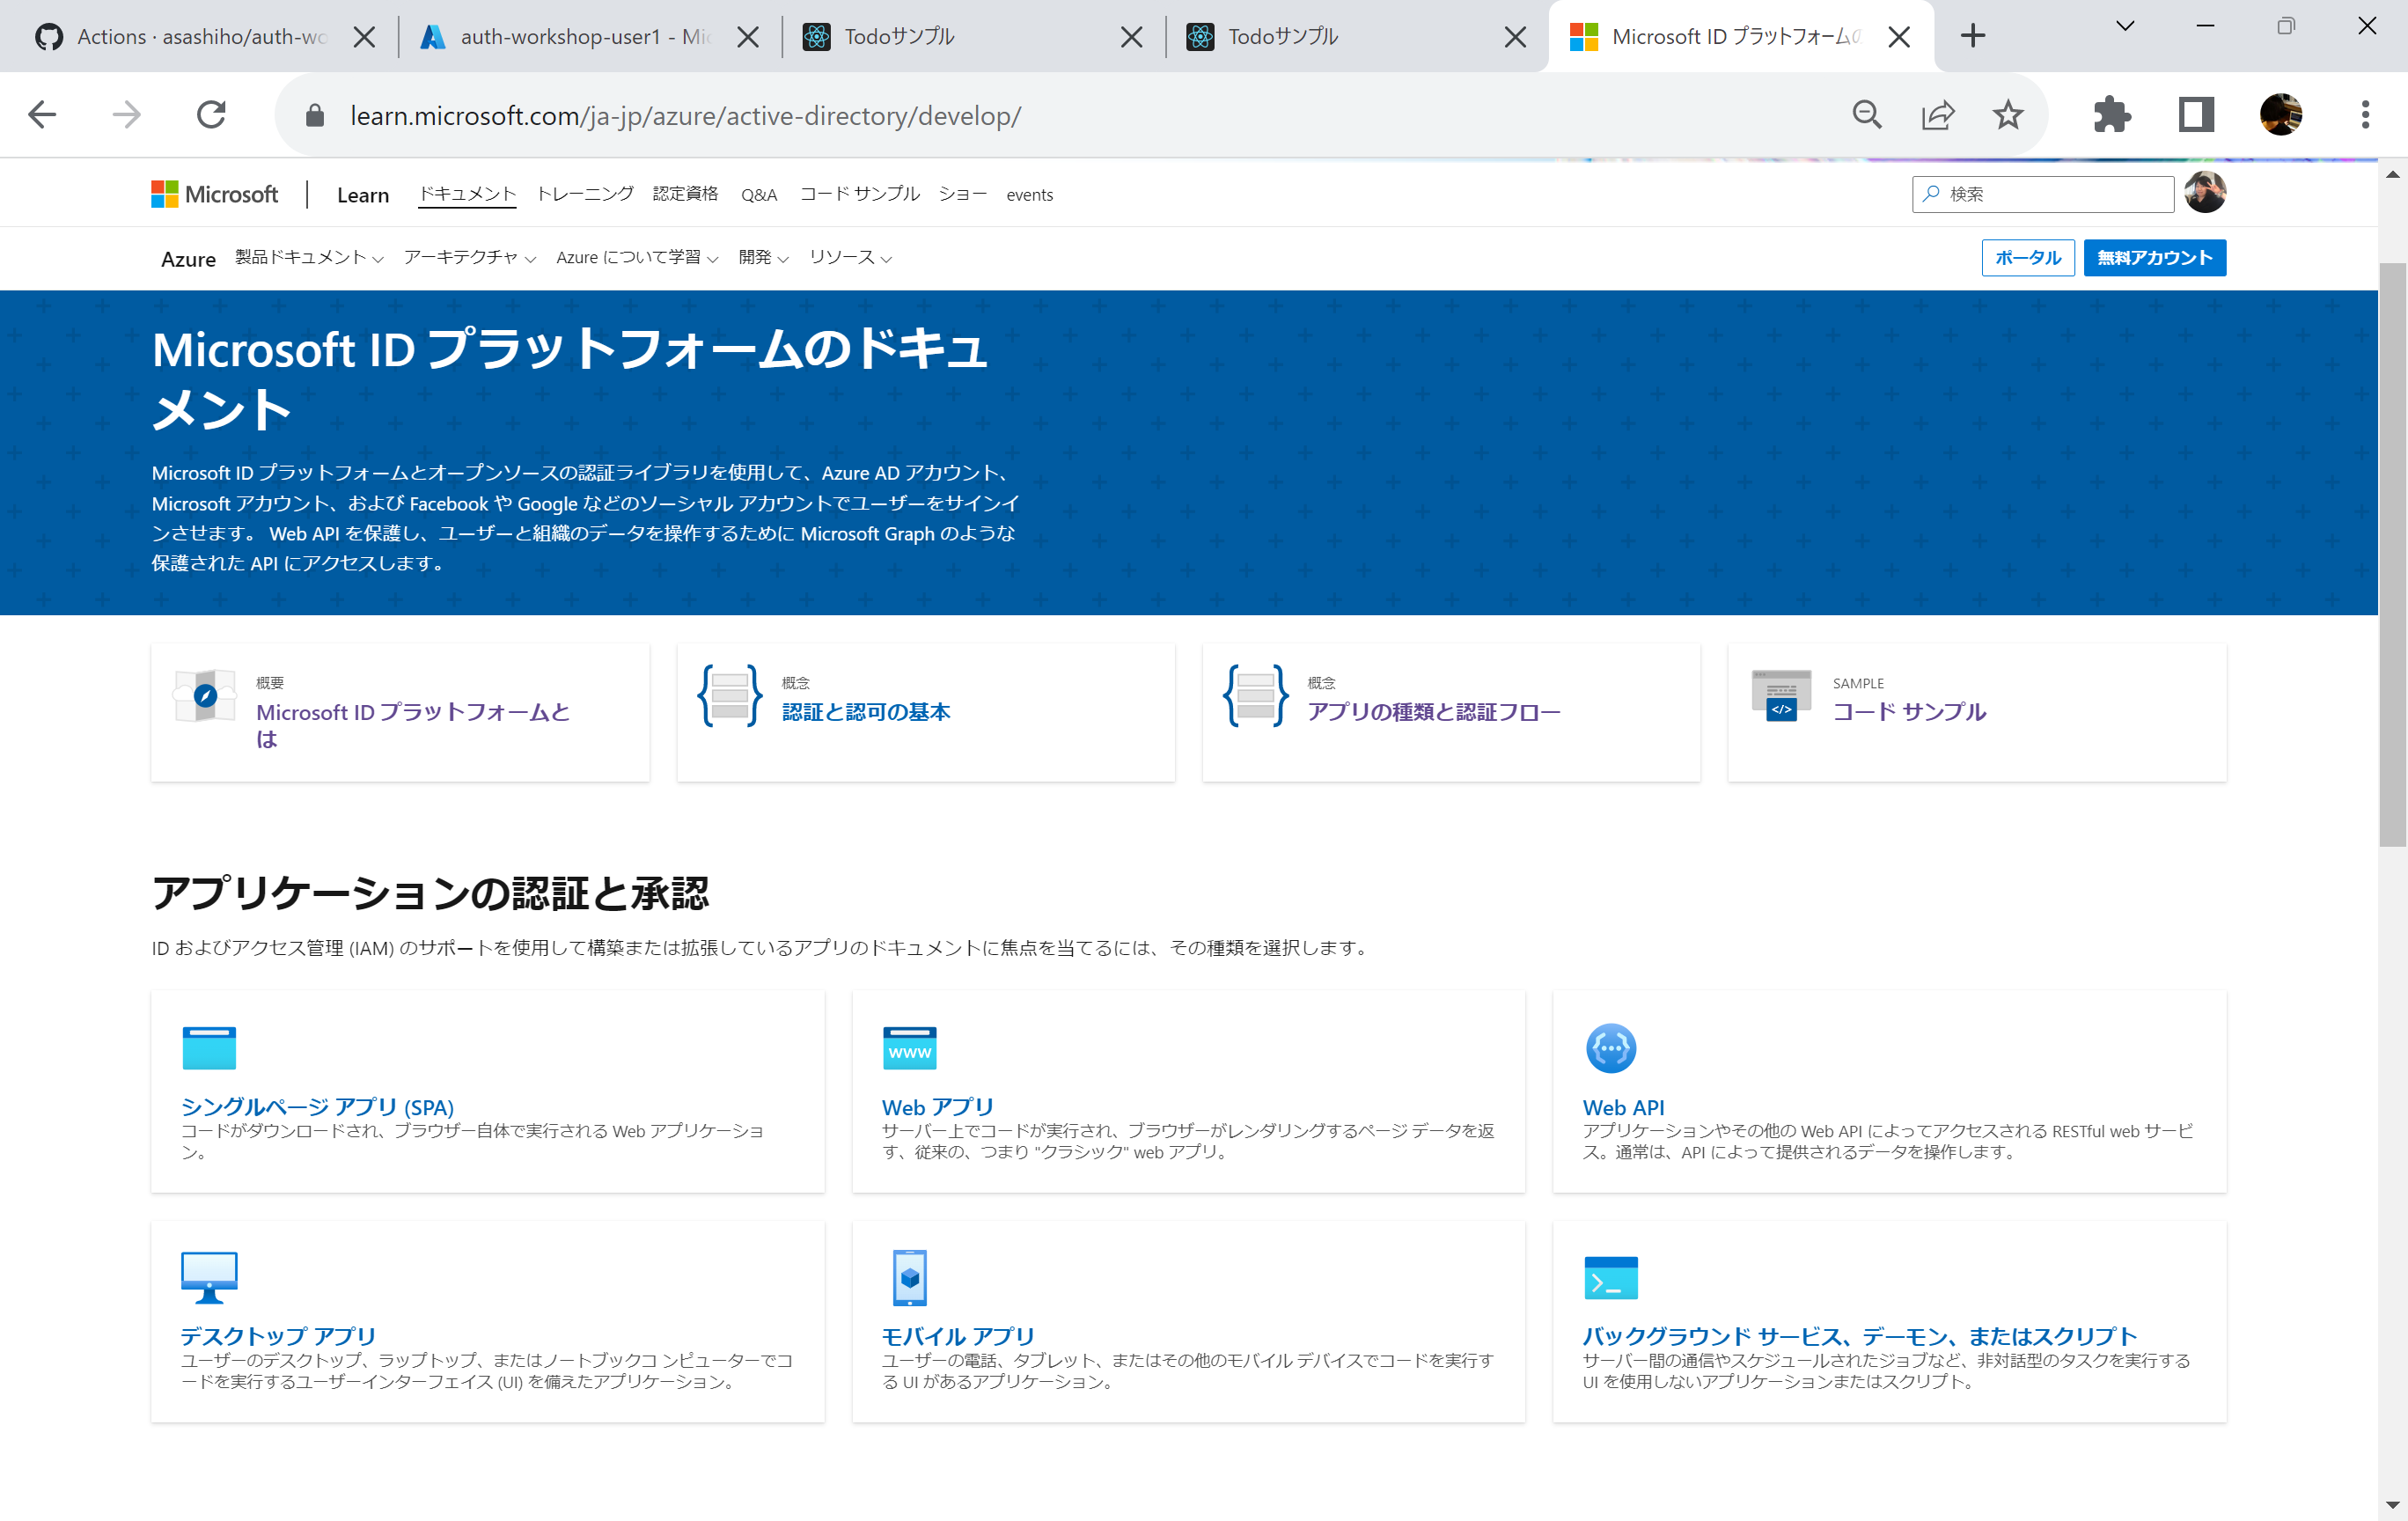 Actions · asashiho/auth-wo
auth-workshop-user1 - Mic
Todoサンプル
Todoサンプル
Microsoft ID プラットフォームの
learn.microsoft.com/ja-jp/azure/active-directory/develop/
Microsoft
Learn
ドキュメント
トレーニング
認定資格
Q&A
コード サンプル
ショー
events
検索
Azure
製品ドキュメント
アーキテクチャ
Azure について学習
開発
リソース
ポータル
無料アカウント
Microsoft ID プラットフォームのドキュ
メント
Microsoft ID プラットフォームとオープンソースの認証ライブラリを使用して、Azure AD アカウント、
Microsoft アカウント、および Facebook や Google などのソーシャル アカウントでユーザーをサインイ
ンさせます。 Web API を保護し、ユーザーと組織のデータを操作するために Microsoft Graph のような
保護された API にアクセスします。
概要
Microsoft ID プラットフォームと
は
概念
認証と認可の基本
概念
アプリの種類と認証フロー
SAMPLE
コード サンプル
アプリケーションの認証と承認
ID およびアクセス管理 (IAM) のサポートを使用して構築または拡張しているアプリのドキュメントに焦点を当てるには、その種類を選択します。
シングルページ アプリ (SPA)
コードがダウンロードされ、ブラウザー自体で実行される Web アプリケーショ
ン。
WWW
Web アプリ
サーバー上でコードが実行され、ブラウザーがレンダリングするページ データを返
す、従来の、つまり "クラシック" web アプリ。
Web API
アプリケーションやその他の Web API によってアクセスされる RESTful web サービ
ス。通常は、API によって提供されるデータを操作します。
デスクトップ アプリ
ユーザーのデスクトップ、ラップトップ、またはノートブックコ ンピューターでコ
ードを実行するユーザーインターフェイス (UI) を備えたアプリケーション。
モバイル アプリ
ユーザーの電話、タブレット、またはその他のモバイル デバイスでコードを実行す
る UI があるアプリケーション。
バックグラウンド サービス、デーモン、またはスクリプト
サーバー間の通信やスケジュールされたジョブなど、非対話型のタスクを実行する
UI を使用しないアプリケーションまたはスクリプト。